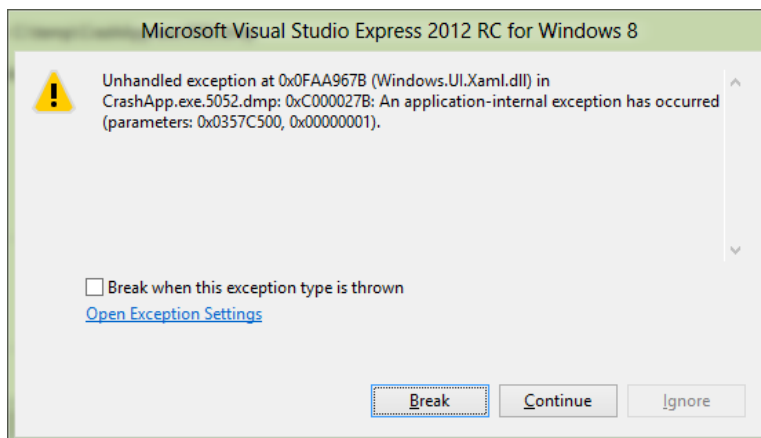 Microsoft Visual Studio Express 2012 RC for Windows 8
Unhandled exception at 0x0FAA967B (Windows.UI.Xaml.dll) in
CrashApp.exe.5052.dmp: 0xC000027B: An application-internal exception has occurred
(parameters: 0x0357C500, 0x00000001).
Break when this exception type is thrown
Open Exception Settings
Break
Continue
Ignore